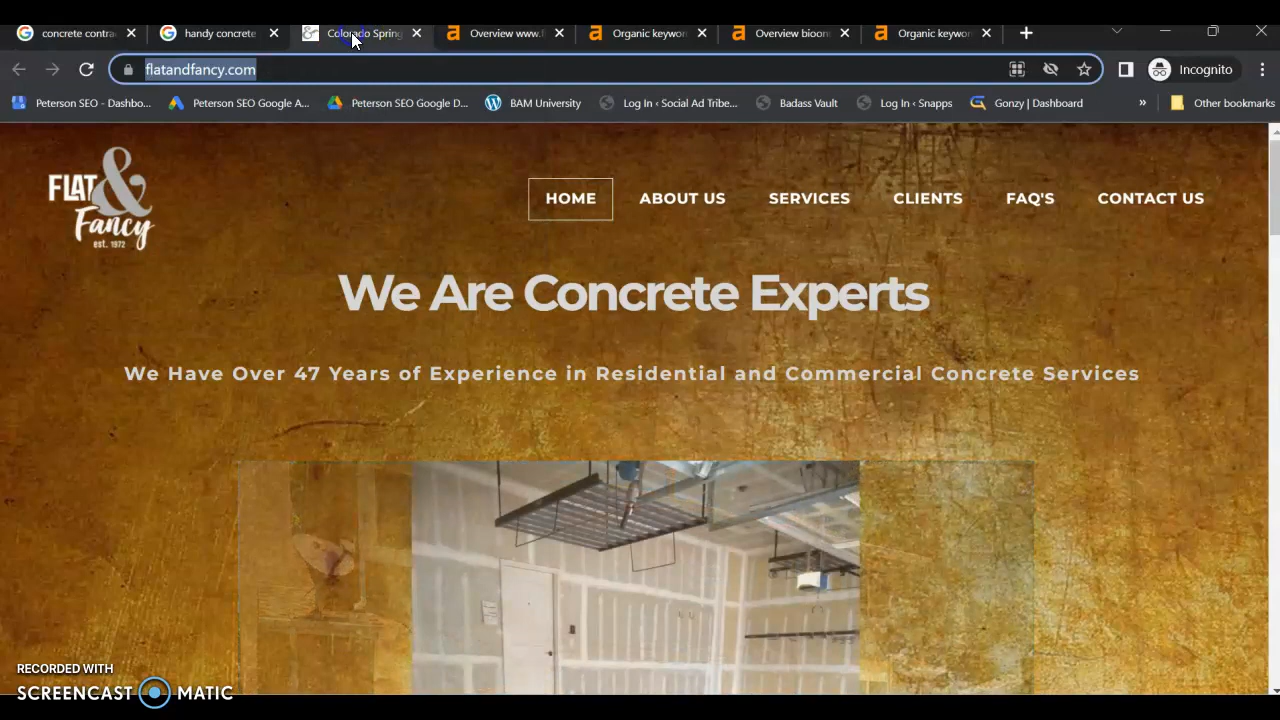 concrete contra
handy concrete
Colorado Spring
Overview www.f
Organic keywor
Overview bioon
Organic keywor
flatandfancy.com
Incognito
Peterson SEO - Dashbo...
Peterson SEO Google A...
Peterson SEO Google D...
BAM University
Log In ‹ Social Ad Tribe...
Badass Vault
Log In ‹ Snapps
Gonzy | Dashboard
»
Other bookmarks
FLAT &
Fancy
est. 1972
HOME
ABOUT US
SERVICES
CLIENTS
FAQ'S
CONTACT US
We Are Concrete Experts
We Have Over 47 Years of Experience in Residential and Commercial Concrete Services
RECORDED WITH
SCREENCAST MATIC